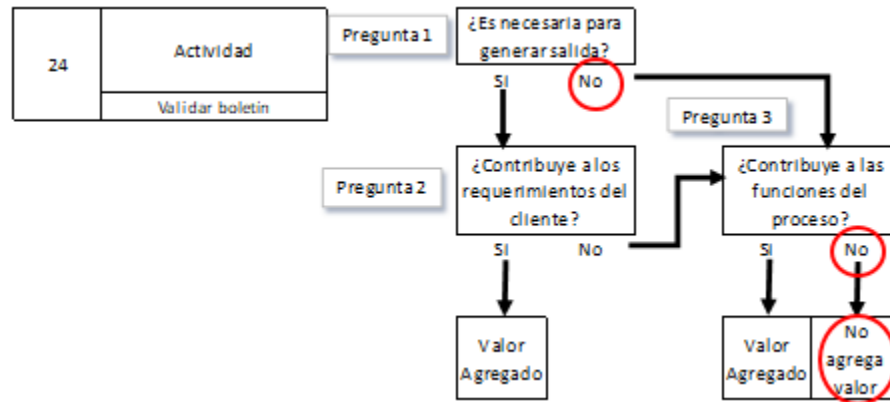 24
Actividad
Validar boletín
Pregunta 1
¿Es necesaria para
generar salida?
Si
No
Pregunta 3
Pregunta 2
¿Contribuye a los
requerimientos del
cliente?
¿Contribuye a las
funciones del
proceso?
Si
No
Si
No
Valor
Agregado
Valor
Agregado
No
agrega
valor